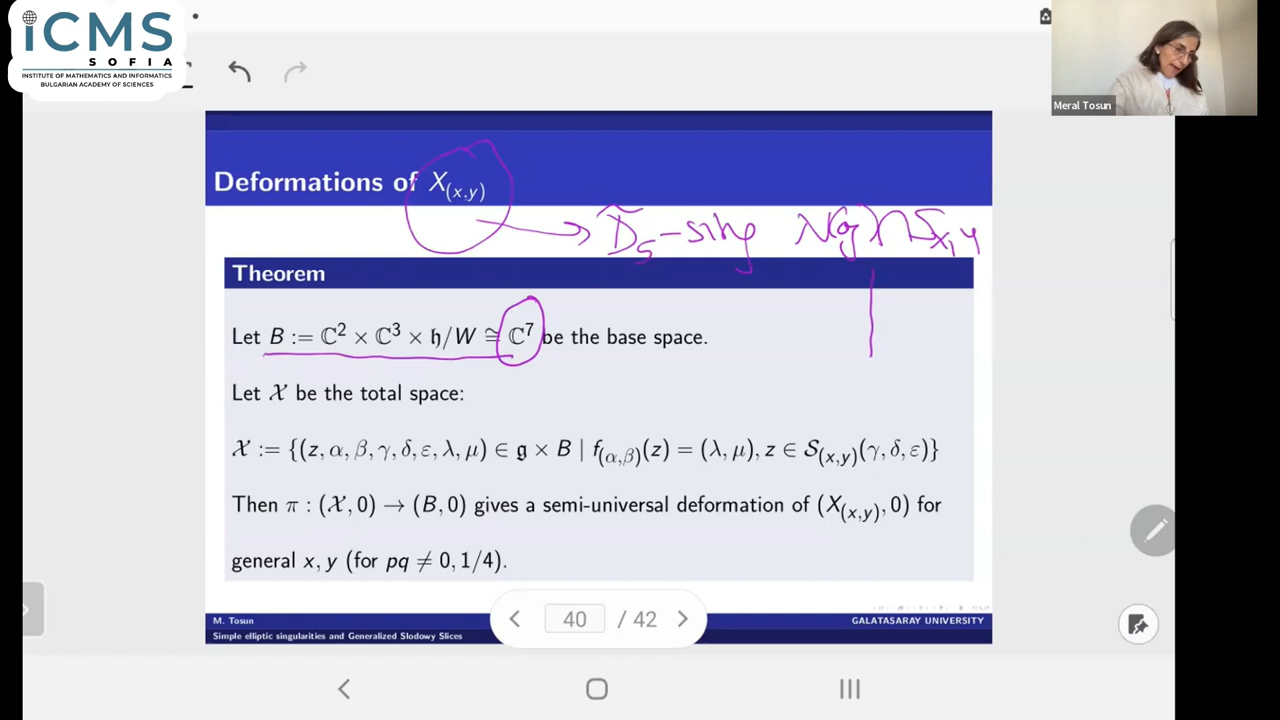 iCMS
SOFIA
INSTITUTE OF MATHEMATICS AND INFORMATICS
BULGARIAN ACADEMY OF SCIENCES
Meral Tosun
Deformations of X_(x,y)
D̃₅-sing N(g)∩S_x,y
Theorem
Let B := ℂ² × ℂ³ × 𝔥/W ≅ ℂ⁷ be the base space.
Let 𝒳 be the total space:
𝒳 := {(z, α, β, γ, δ, ε, λ, μ) ∈ 𝔤 × B | f_(α,β)(z) = (λ, μ), z ∈ 𝒮_(x,y)(γ, δ, ε)}
Then π : (𝒳, 0) → (B, 0) gives a semi-universal deformation of (X_(x,y), 0) for
general x, y (for pq ≠ 0, 1/4).
40 / 42
M. Tosun GALATASARAY UNIVERSITY
Simple elliptic singularities and Generalized Slodowy Slices